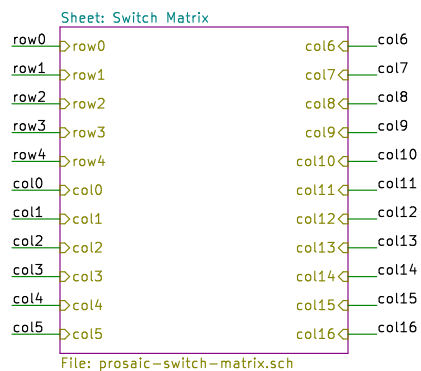 Sheet: Switch Matrix
row0 row0 col6 col6
row1 row1 col7 col7
row2 row2 col8 col8
row3 row3 col9 col9
row4 row4 col10 col10
col0 col0 col11 col11
col1 col1 col12 col12
col2 col2 col13 col13
col3 col3 col14 col14
col4 col4 col15 col15
col5 col5 col16 col16
File: prosaic-switch-matrix.sch